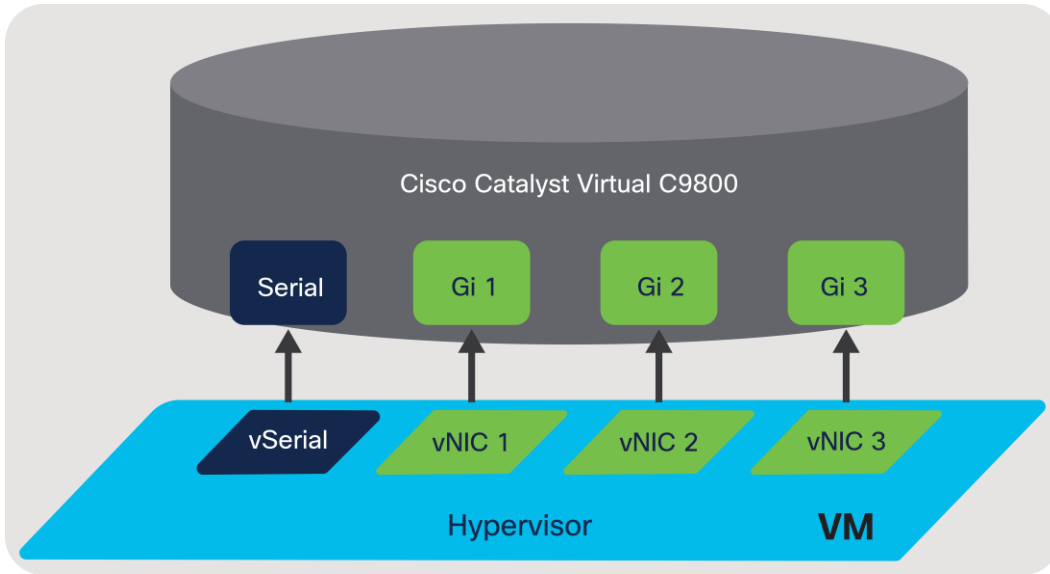 Cisco Catalyst Virtual C9800
Serial
Gi 1
Gi 2
Gi 3
vSerial
vNIC 1
vNIC 2
vNIC 3
Hypervisor
VM